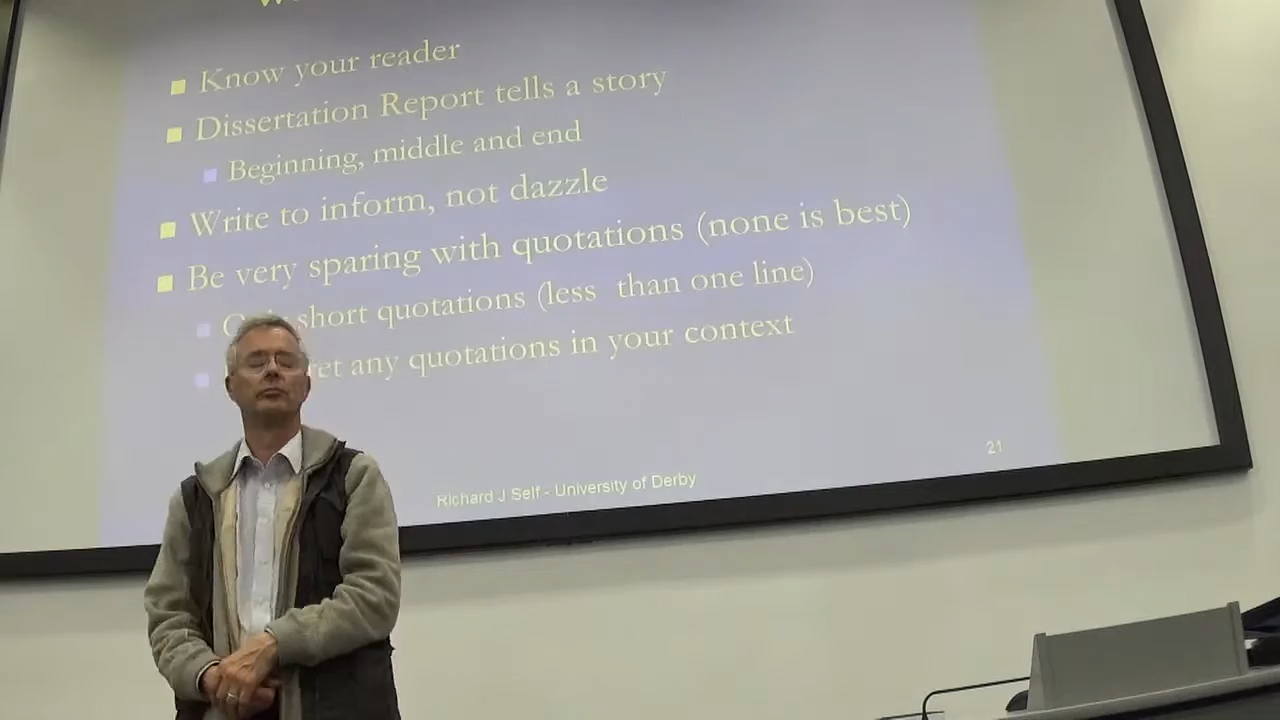 Know your reader
Dissertation Report tells a story
Beginning, middle and end
Write to inform, not dazzle
Be very sparing with quotations (none is best)
short quotations (less than one line)
any quotations in your context
21
Richard J Self - University of Derby